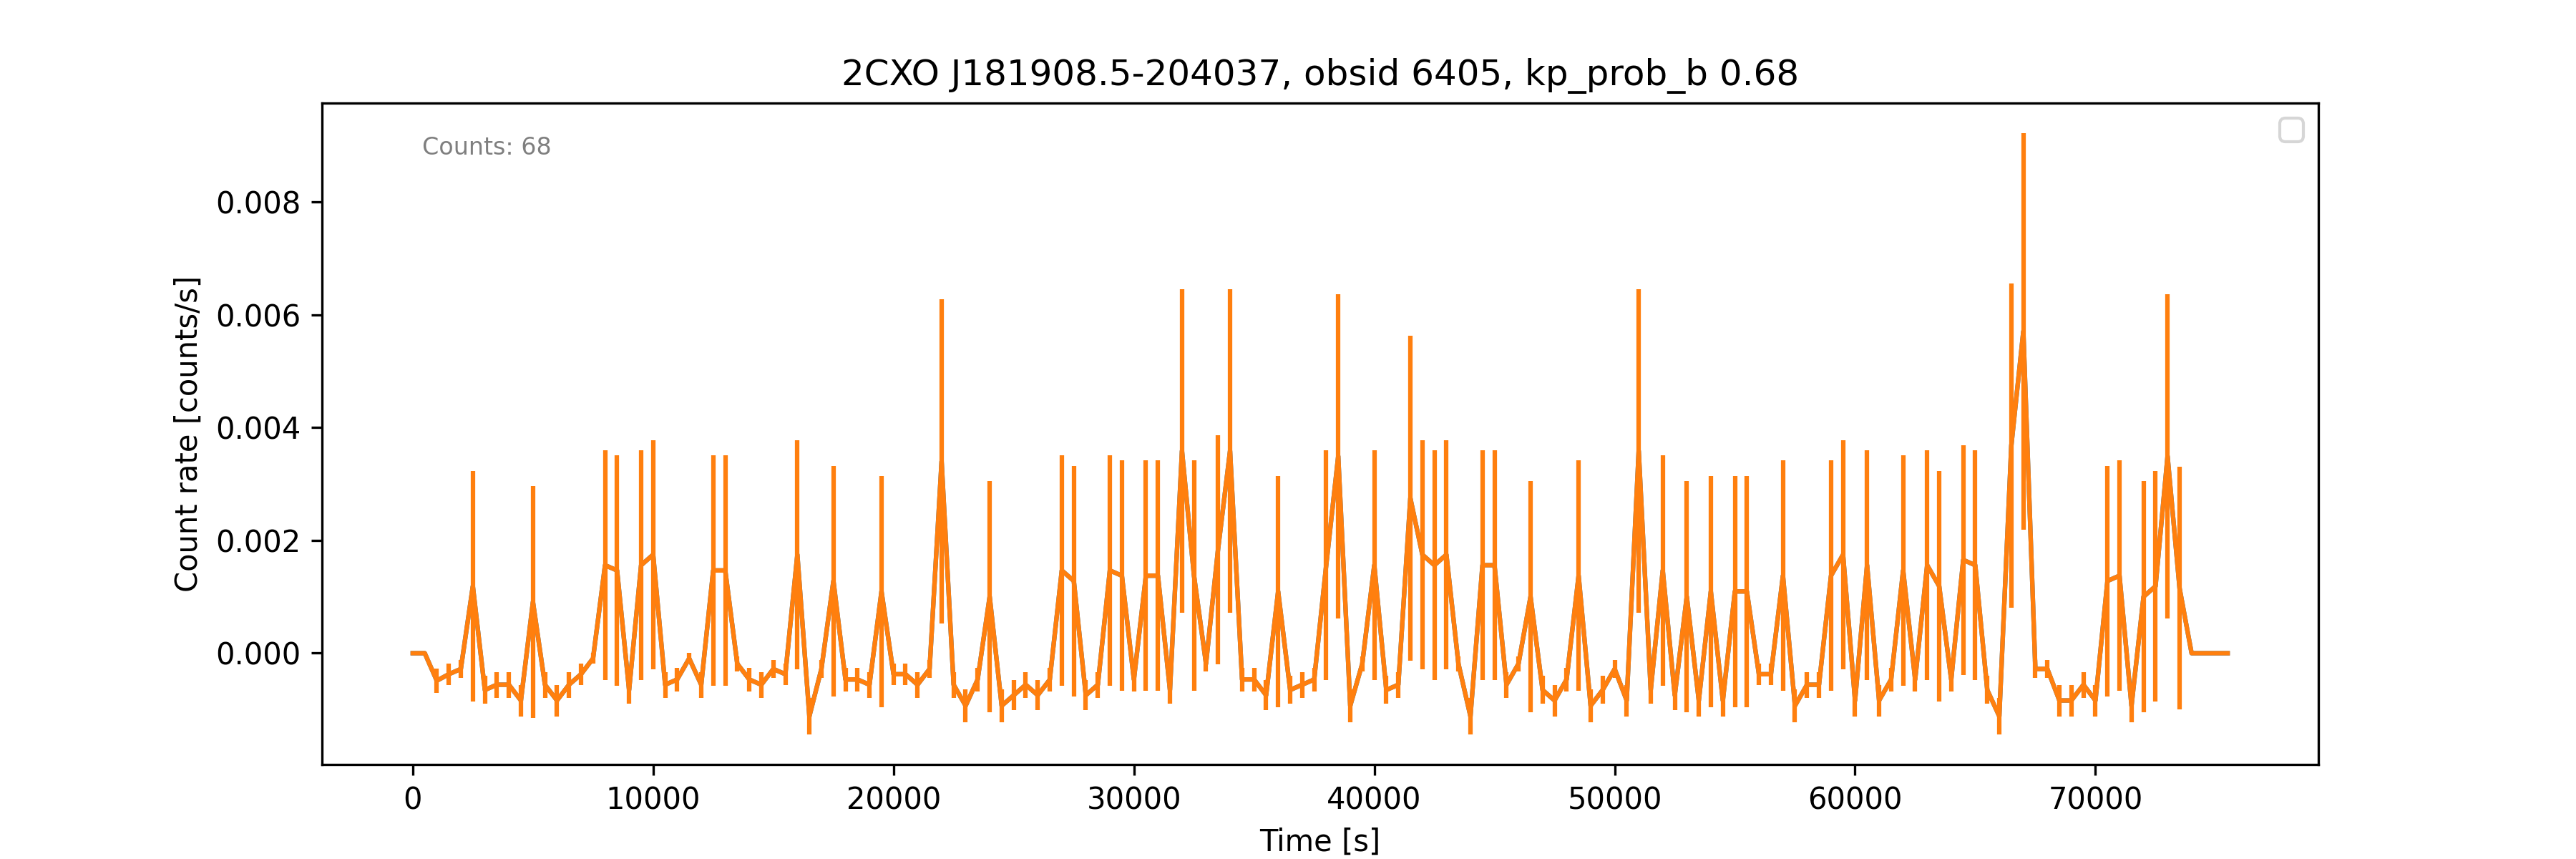 2CXO J181908.5-204037, obsid 6405, kp_prob_b 0.68
Counts: 68
Count rate [counts/s]
0.008
0.006
0.004
0.002
0.000
0 10000 20000 30000 40000 50000 60000 70000
Time [s]